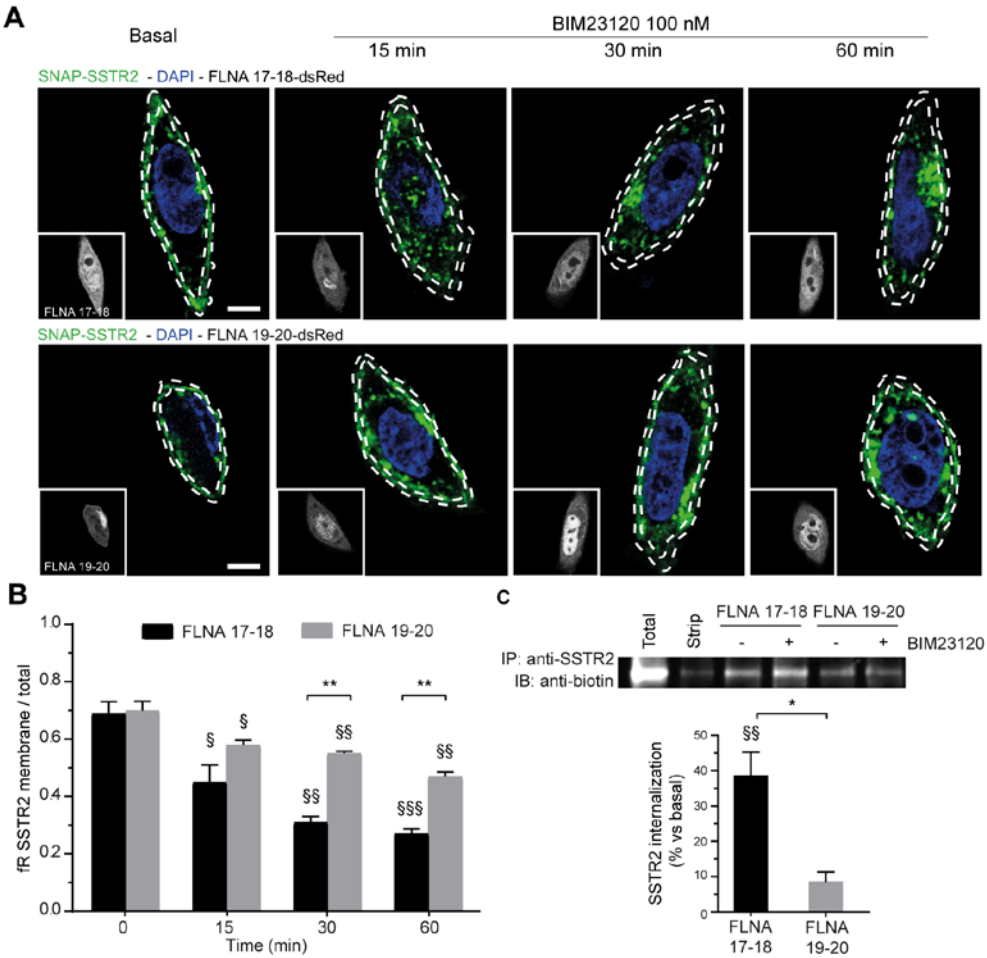 A
Basal
BIM23120 100 nM
15 min 30 min 60 min
SNAP-SSTR2 - DAPI - FLNA 17-18-dsRed
FLNA 17-18
SNAP-SSTR2 - DAPI - FLNA 19-20-dsRed
FLNA 19-20
B
FLNA 17-18 FLNA 19-20
fR SSTR2 membrane / total
1.0
0.8
0.6
0.4
0.2
0.0
§ §
§§ §§ **
§§§ §§ **
0 15 30 60
Time (min)
C
Total Strip FLNA 17-18 FLNA 19-20
- + - + BIM23120
IP: anti-SSTR2
IB: anti-biotin
*
§§
SSTR2 internalization
(% vs basal)
50
40
30
20
10
0
FLNA 17-18
FLNA 19-20